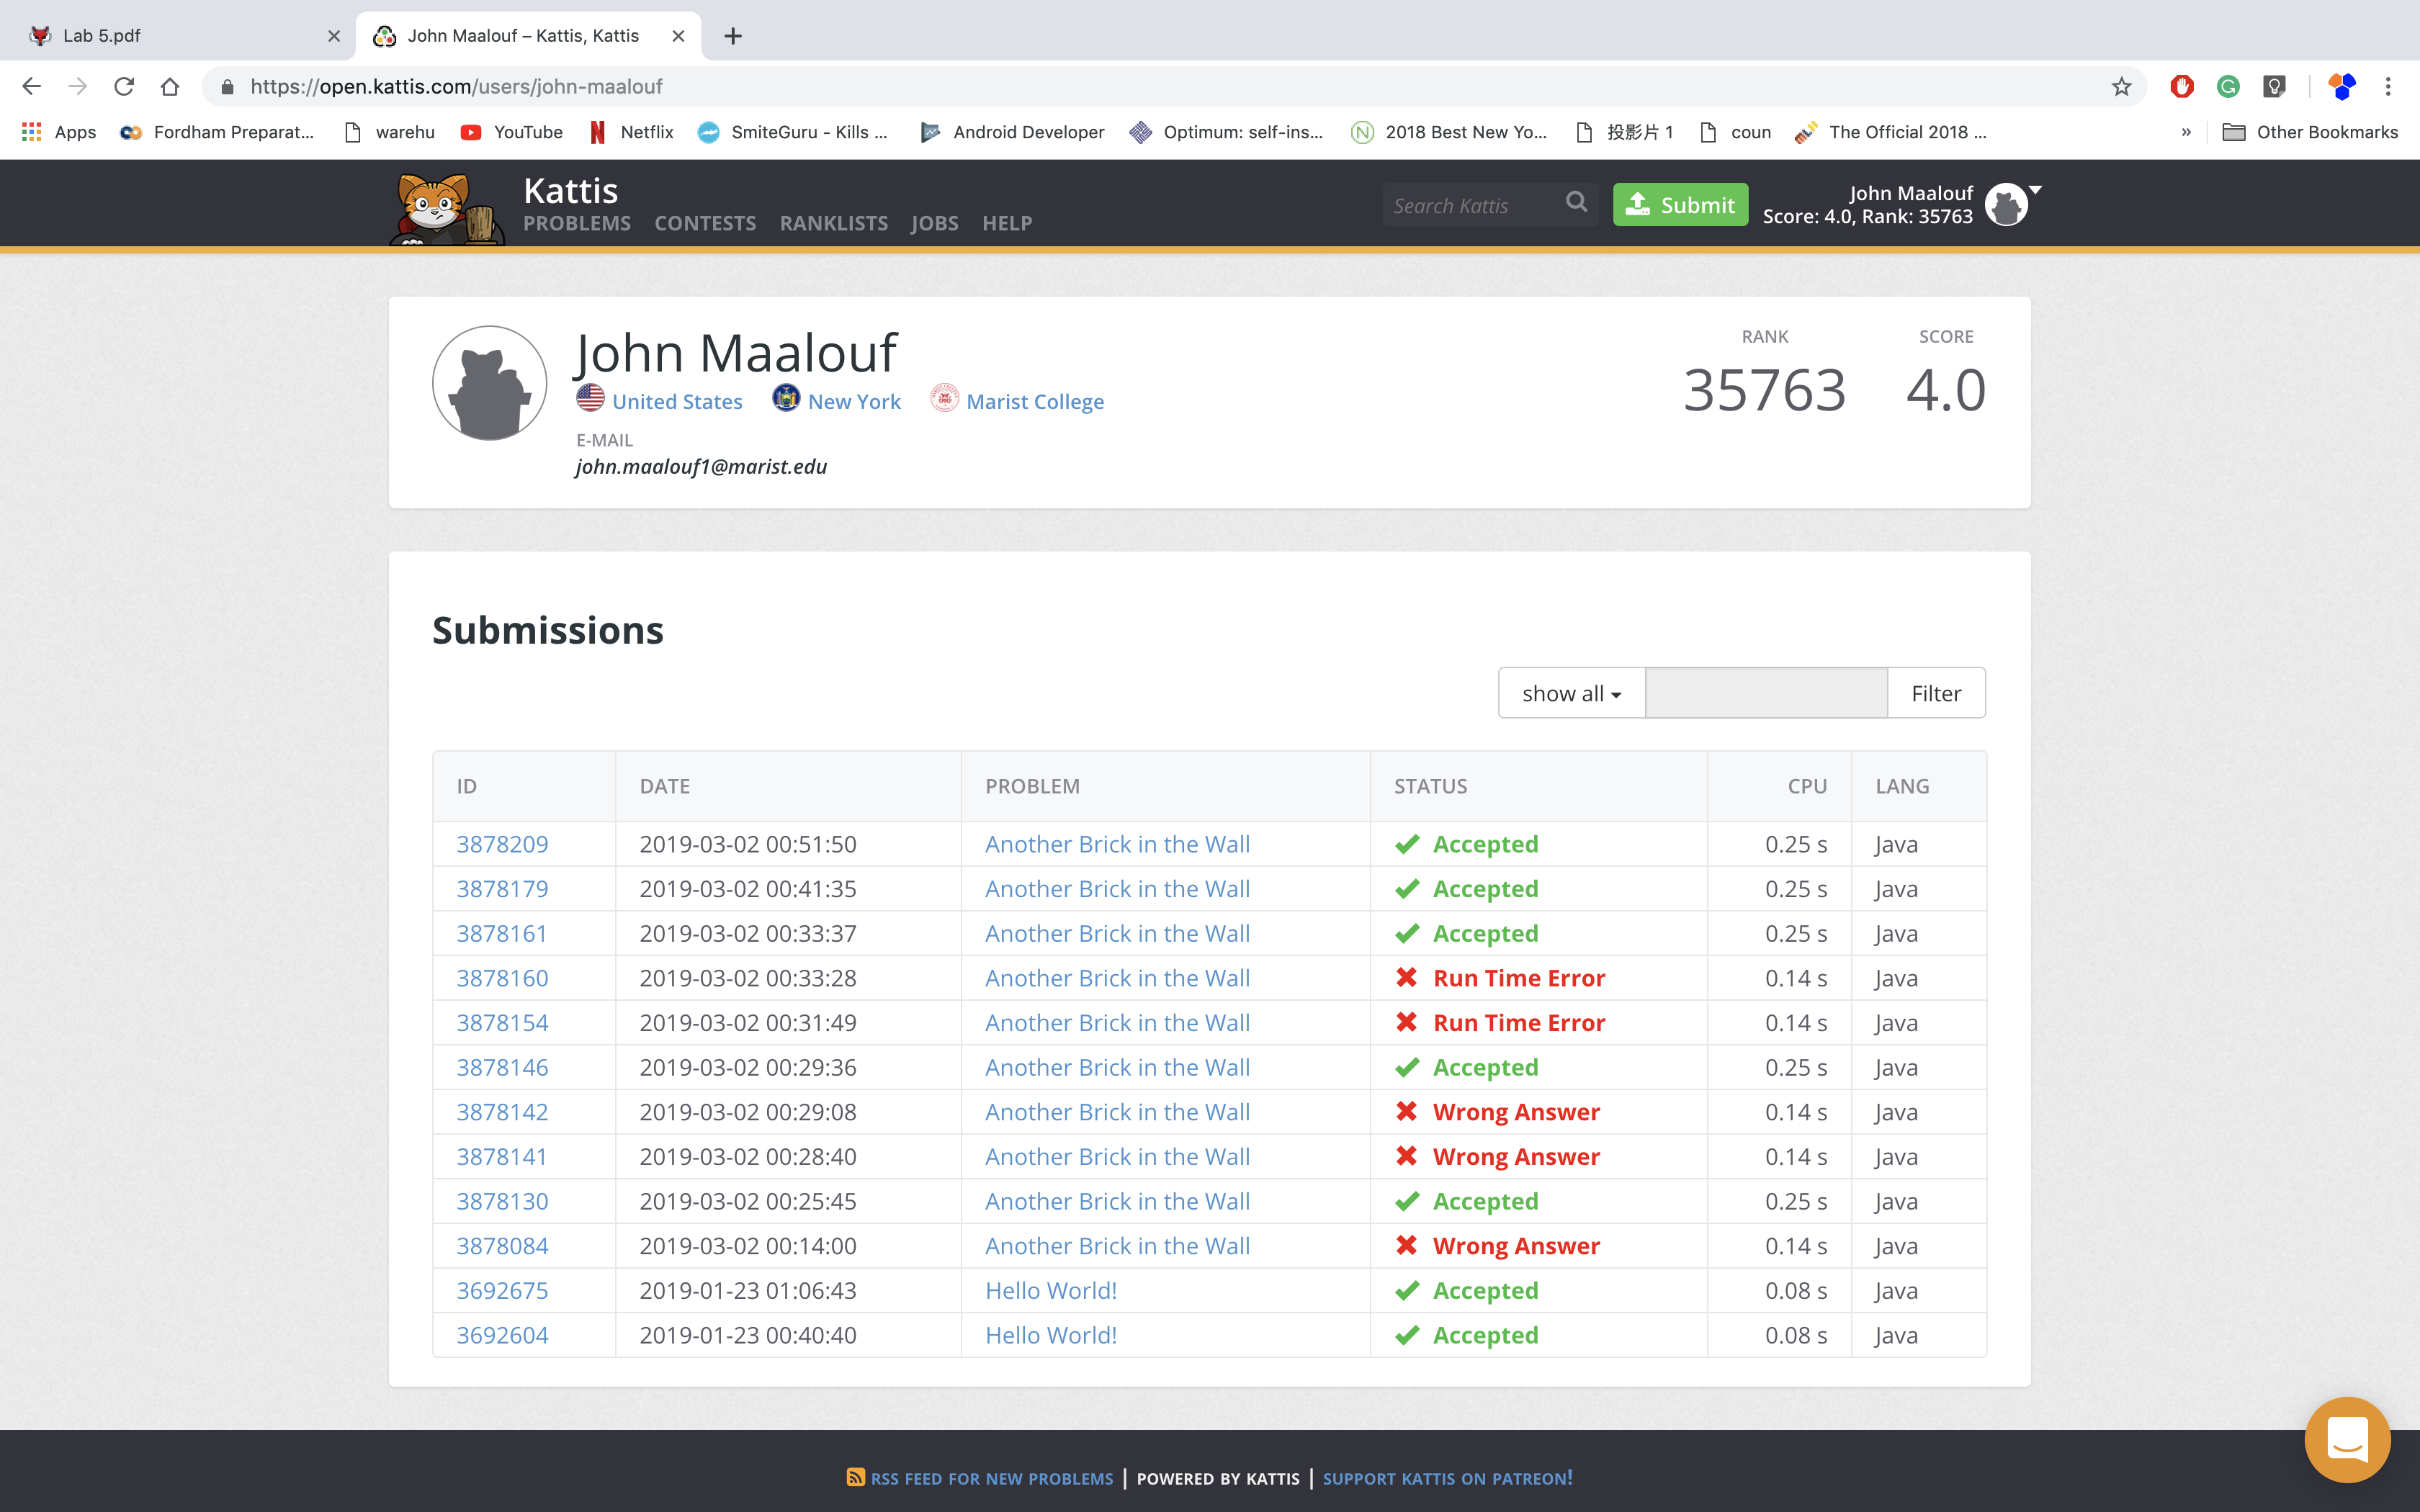 Lab 5.pdf
John Maalouf – Kattis, Kattis
https://open.kattis.com/users/john-maalouf
Apps
Fordham Preparat...
warehu
YouTube
Netflix
SmiteGuru - Kills ...
Android Developer
Optimum: self-ins...
2018 Best New Yo...
投影片 1
coun
The Official 2018 ...
»
Other Bookmarks
Kattis
PROBLEMS CONTESTS RANKLISTS JOBS HELP
Search Kattis
Submit
John Maalouf
Score: 4.0, Rank: 35763
John Maalouf
United States New York Marist College
E-MAIL
john.maalouf1@marist.edu
RANK SCORE
35763 4.0
Submissions
show all Filter
ID DATE PROBLEM STATUS CPU LANG
3878209 2019-03-02 00:51:50 Another Brick in the Wall Accepted 0.25 s Java
3878179 2019-03-02 00:41:35 Another Brick in the Wall Accepted 0.25 s Java
3878161 2019-03-02 00:33:37 Another Brick in the Wall Accepted 0.25 s Java
3878160 2019-03-02 00:33:28 Another Brick in the Wall Run Time Error 0.14 s Java
3878154 2019-03-02 00:31:49 Another Brick in the Wall Run Time Error 0.14 s Java
3878146 2019-03-02 00:29:36 Another Brick in the Wall Accepted 0.25 s Java
3878142 2019-03-02 00:29:08 Another Brick in the Wall Wrong Answer 0.14 s Java
3878141 2019-03-02 00:28:40 Another Brick in the Wall Wrong Answer 0.14 s Java
3878130 2019-03-02 00:25:45 Another Brick in the Wall Accepted 0.25 s Java
3878084 2019-03-02 00:14:00 Another Brick in the Wall Wrong Answer 0.14 s Java
3692675 2019-01-23 01:06:43 Hello World! Accepted 0.08 s Java
3692604 2019-01-23 00:40:40 Hello World! Accepted 0.08 s Java
RSS FEED FOR NEW PROBLEMS | POWERED BY KATTIS | SUPPORT KATTIS ON PATREON!